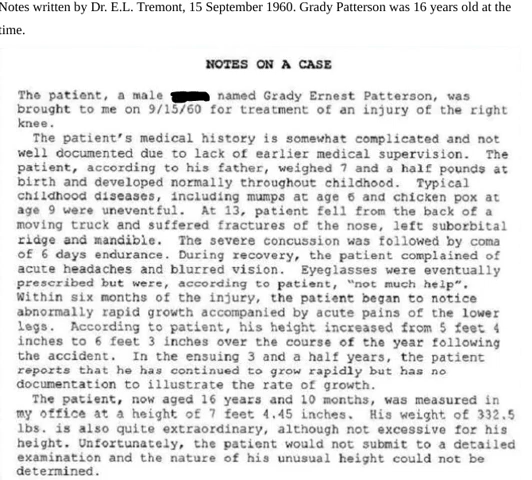 Notes written by Dr. E.L. Tremont, 15 September 1960. Grady Patterson was 16 years old at the
time.
NOTES ON A CASE
The patient, a male named Grady Ernest Patterson, was
brought to me on 9/15/60 for treatment of an injury of the right
knee.
The patient's medical history is somewhat complicated and not
well documented due to lack of earlier medical supervision. The
patient, according to his father, weighed 7 and a half pounds at
birth and developed normally throughout childhood. Typical
childhood diseases, including mumps at age 6 and chicken pox at
age 9 were uneventful. At 13, patient fell from the back of a
moving truck and suffered fractures of the nose, left suborbital
ridge and mandible. The severe concussion was followed by coma
of 6 days endurance. During recovery, the patient complained of
acute headaches and blurred vision. Eyeglasses were eventually
prescribed but were, according to patient, "not much help".
Within six months of the injury, the patient began to notice
abnormally rapid growth accompanied by acute pains of the lower
legs. According to patient, his height increased from 5 feet 4
inches to 6 feet 3 inches over the course of the year following
the accident. In the ensuing 3 and a half years, the patient
reports that he has continued to grow rapidly but has no
documentation to illustrate the rate of growth.
The patient, now aged 16 years and 10 months, was measured in
my office at a height of 7 feet 4.45 inches. His weight of 332.5
lbs. is also quite extraordinary, although not excessive for his
height. Unfortunately, the patient would not submit to a detailed
examination and the nature of his unusual height could not be
determined.